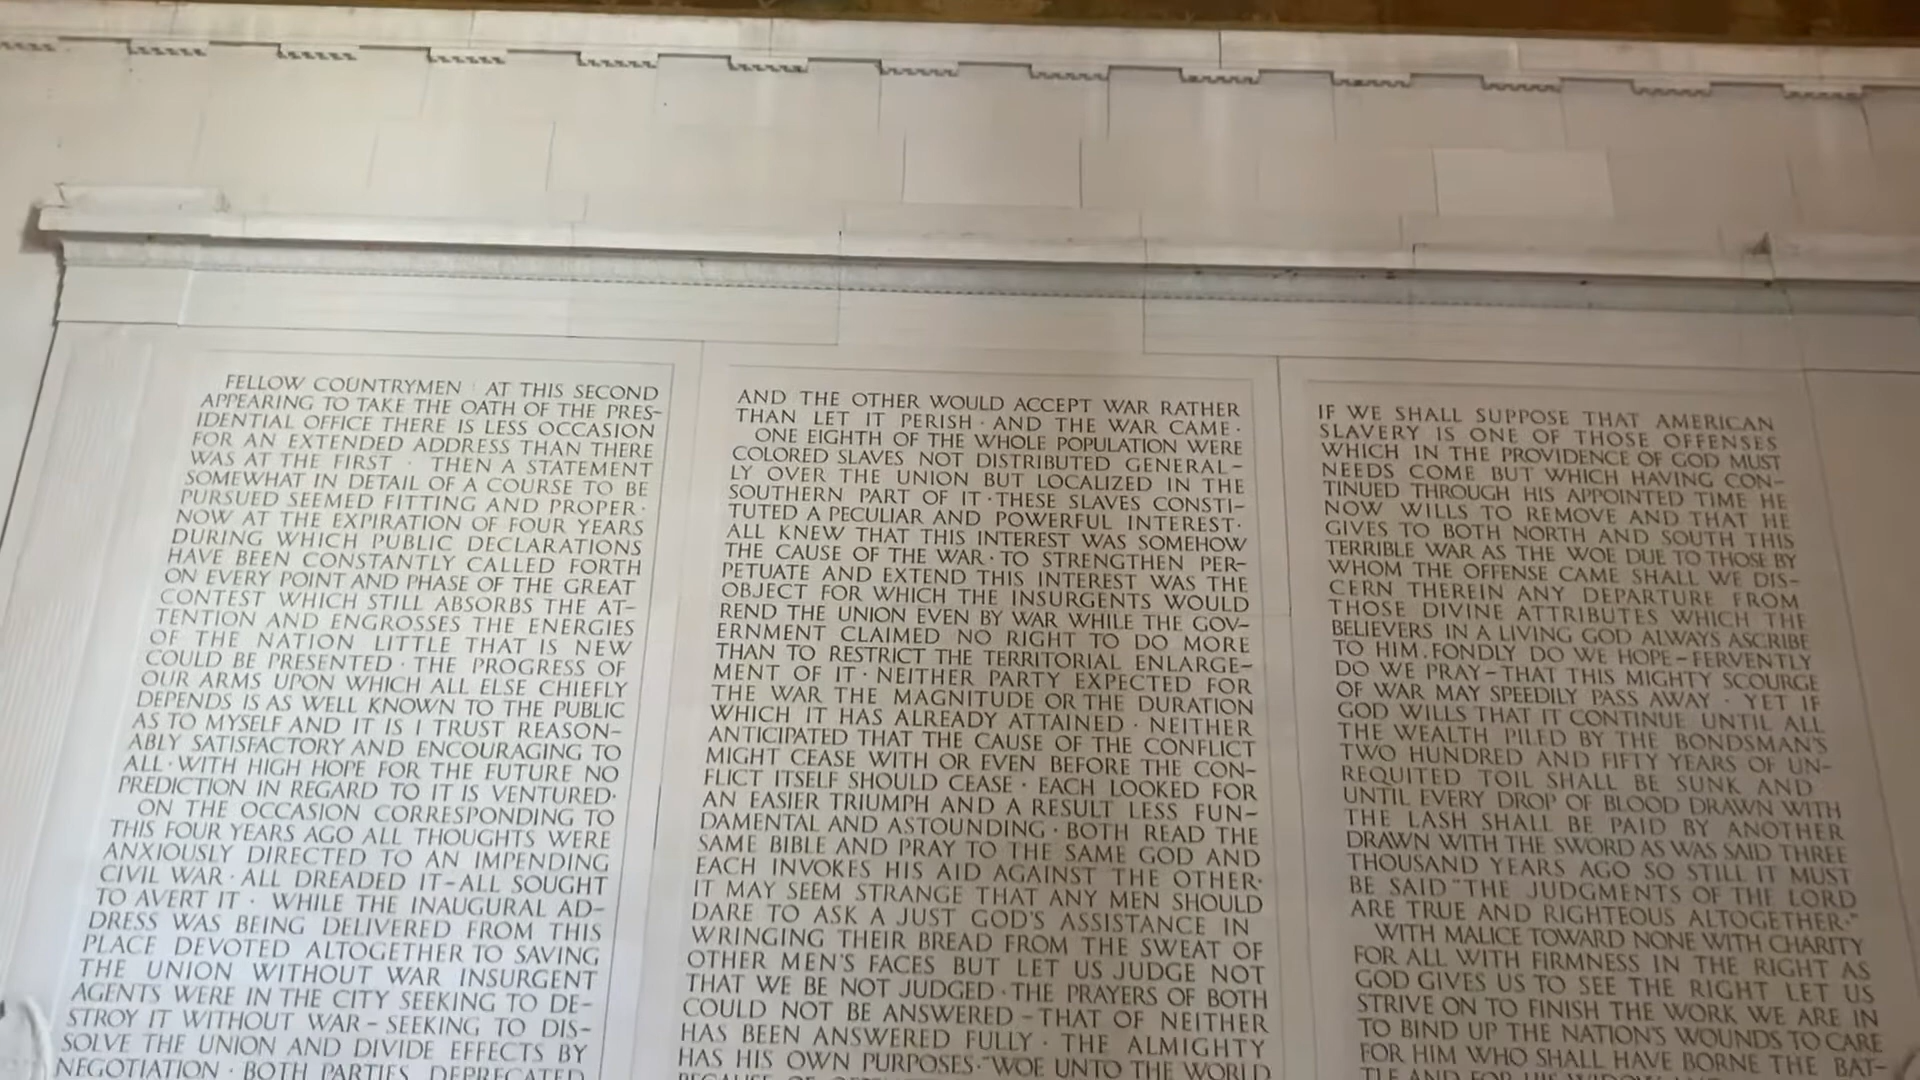 FELLOW COUNTRYMEN · AT THIS SECOND
APPEARING TO TAKE THE OATH OF THE PRES-
IDENTIAL OFFICE THERE IS LESS OCCASION
FOR AN EXTENDED ADDRESS THAN THERE
WAS AT THE FIRST · THEN A STATEMENT
SOMEWHAT IN DETAIL OF A COURSE TO BE
PURSUED SEEMED FITTING AND PROPER·
NOW AT THE EXPIRATION OF FOUR YEARS
DURING WHICH PUBLIC DECLARATIONS
HAVE BEEN CONSTANTLY CALLED FORTH
ON EVERY POINT AND PHASE OF THE GREAT
CONTEST WHICH STILL ABSORBS THE AT-
TENTION AND ENGROSSES THE ENERGIES
OF THE NATION LITTLE THAT IS NEW
COULD BE PRESENTED · THE PROGRESS OF
OUR ARMS UPON WHICH ALL ELSE CHIEFLY
DEPENDS IS AS WELL KNOWN TO THE PUBLIC
AS TO MYSELF AND IT IS I TRUST REASON-
ABLY SATISFACTORY AND ENCOURAGING TO
ALL · WITH HIGH HOPE FOR THE FUTURE NO
PREDICTION IN REGARD TO IT IS VENTURED·
ON THE OCCASION CORRESPONDING TO
THIS FOUR YEARS AGO ALL THOUGHTS WERE
ANXIOUSLY DIRECTED TO AN IMPENDING
CIVIL WAR · ALL DREADED IT – ALL SOUGHT
TO AVERT IT · WHILE THE INAUGURAL AD-
DRESS WAS BEING DELIVERED FROM THIS
PLACE DEVOTED ALTOGETHER TO SAVING
THE UNION WITHOUT WAR INSURGENT
AGENTS WERE IN THE CITY SEEKING TO DE-
STROY IT WITHOUT WAR – SEEKING TO DIS-
SOLVE THE UNION AND DIVIDE EFFECTS BY
NEGOTIATION · BOTH PARTIES DEPRECATED
AND THE OTHER WOULD ACCEPT WAR RATHER
THAN LET IT PERISH · AND THE WAR CAME ·
ONE EIGHTH OF THE WHOLE POPULATION WERE
COLORED SLAVES NOT DISTRIBUTED GENERAL-
LY OVER THE UNION BUT LOCALIZED IN THE
SOUTHERN PART OF IT · THESE SLAVES CONSTI-
TUTED A PECULIAR AND POWERFUL INTEREST·
ALL KNEW THAT THIS INTEREST WAS SOMEHOW
THE CAUSE OF THE WAR · TO STRENGTHEN PER-
PETUATE AND EXTEND THIS INTEREST WAS THE
OBJECT FOR WHICH THE INSURGENTS WOULD
REND THE UNION EVEN BY WAR WHILE THE GOV-
ERNMENT CLAIMED NO RIGHT TO DO MORE
THAN TO RESTRICT THE TERRITORIAL ENLARGE-
MENT OF IT · NEITHER PARTY EXPECTED FOR
THE WAR THE MAGNITUDE OR THE DURATION
WHICH IT HAS ALREADY ATTAINED · NEITHER
ANTICIPATED THAT THE CAUSE OF THE CONFLICT
MIGHT CEASE WITH OR EVEN BEFORE THE CON-
FLICT ITSELF SHOULD CEASE · EACH LOOKED FOR
AN EASIER TRIUMPH AND A RESULT LESS FUN-
DAMENTAL AND ASTOUNDING · BOTH READ THE
SAME BIBLE AND PRAY TO THE SAME GOD AND
EACH INVOKES HIS AID AGAINST THE OTHER·
IT MAY SEEM STRANGE THAT ANY MEN SHOULD
DARE TO ASK A JUST GOD'S ASSISTANCE IN
WRINGING THEIR BREAD FROM THE SWEAT OF
OTHER MEN'S FACES BUT LET US JUDGE NOT
THAT WE BE NOT JUDGED · THE PRAYERS OF BOTH
COULD NOT BE ANSWERED – THAT OF NEITHER
HAS BEEN ANSWERED FULLY · THE ALMIGHTY
HAS HIS OWN PURPOSES · "WOE UNTO THE WORLD
IF WE SHALL SUPPOSE THAT AMERICAN
SLAVERY IS ONE OF THOSE OFFENSES
WHICH IN THE PROVIDENCE OF GOD MUST
NEEDS COME BUT WHICH HAVING CON-
TINUED THROUGH HIS APPOINTED TIME HE
NOW WILLS TO REMOVE AND THAT HE
GIVES TO BOTH NORTH AND SOUTH THIS
TERRIBLE WAR AS THE WOE DUE TO THOSE BY
WHOM THE OFFENSE CAME SHALL WE DIS-
CERN THEREIN ANY DEPARTURE FROM
THOSE DIVINE ATTRIBUTES WHICH THE
BELIEVERS IN A LIVING GOD ALWAYS ASCRIBE
TO HIM · FONDLY DO WE HOPE – FERVENTLY
DO WE PRAY – THAT THIS MIGHTY SCOURGE
OF WAR MAY SPEEDILY PASS AWAY · YET IF
GOD WILLS THAT IT CONTINUE UNTIL ALL
THE WEALTH PILED BY THE BONDSMAN'S
TWO HUNDRED AND FIFTY YEARS OF UN-
REQUITED TOIL SHALL BE SUNK AND
UNTIL EVERY DROP OF BLOOD DRAWN WITH
THE LASH SHALL BE PAID BY ANOTHER
DRAWN WITH THE SWORD AS WAS SAID THREE
THOUSAND YEARS AGO SO STILL IT MUST
BE SAID "THE JUDGMENTS OF THE LORD
ARE TRUE AND RIGHTEOUS ALTOGETHER·"
WITH MALICE TOWARD NONE WITH CHARITY
FOR ALL WITH FIRMNESS IN THE RIGHT AS
GOD GIVES US TO SEE THE RIGHT LET US
STRIVE ON TO FINISH THE WORK WE ARE IN
TO BIND UP THE NATION'S WOUNDS TO CARE
FOR HIM WHO SHALL HAVE BORNE THE BAT-
TLE AND FOR HIS WIDOW